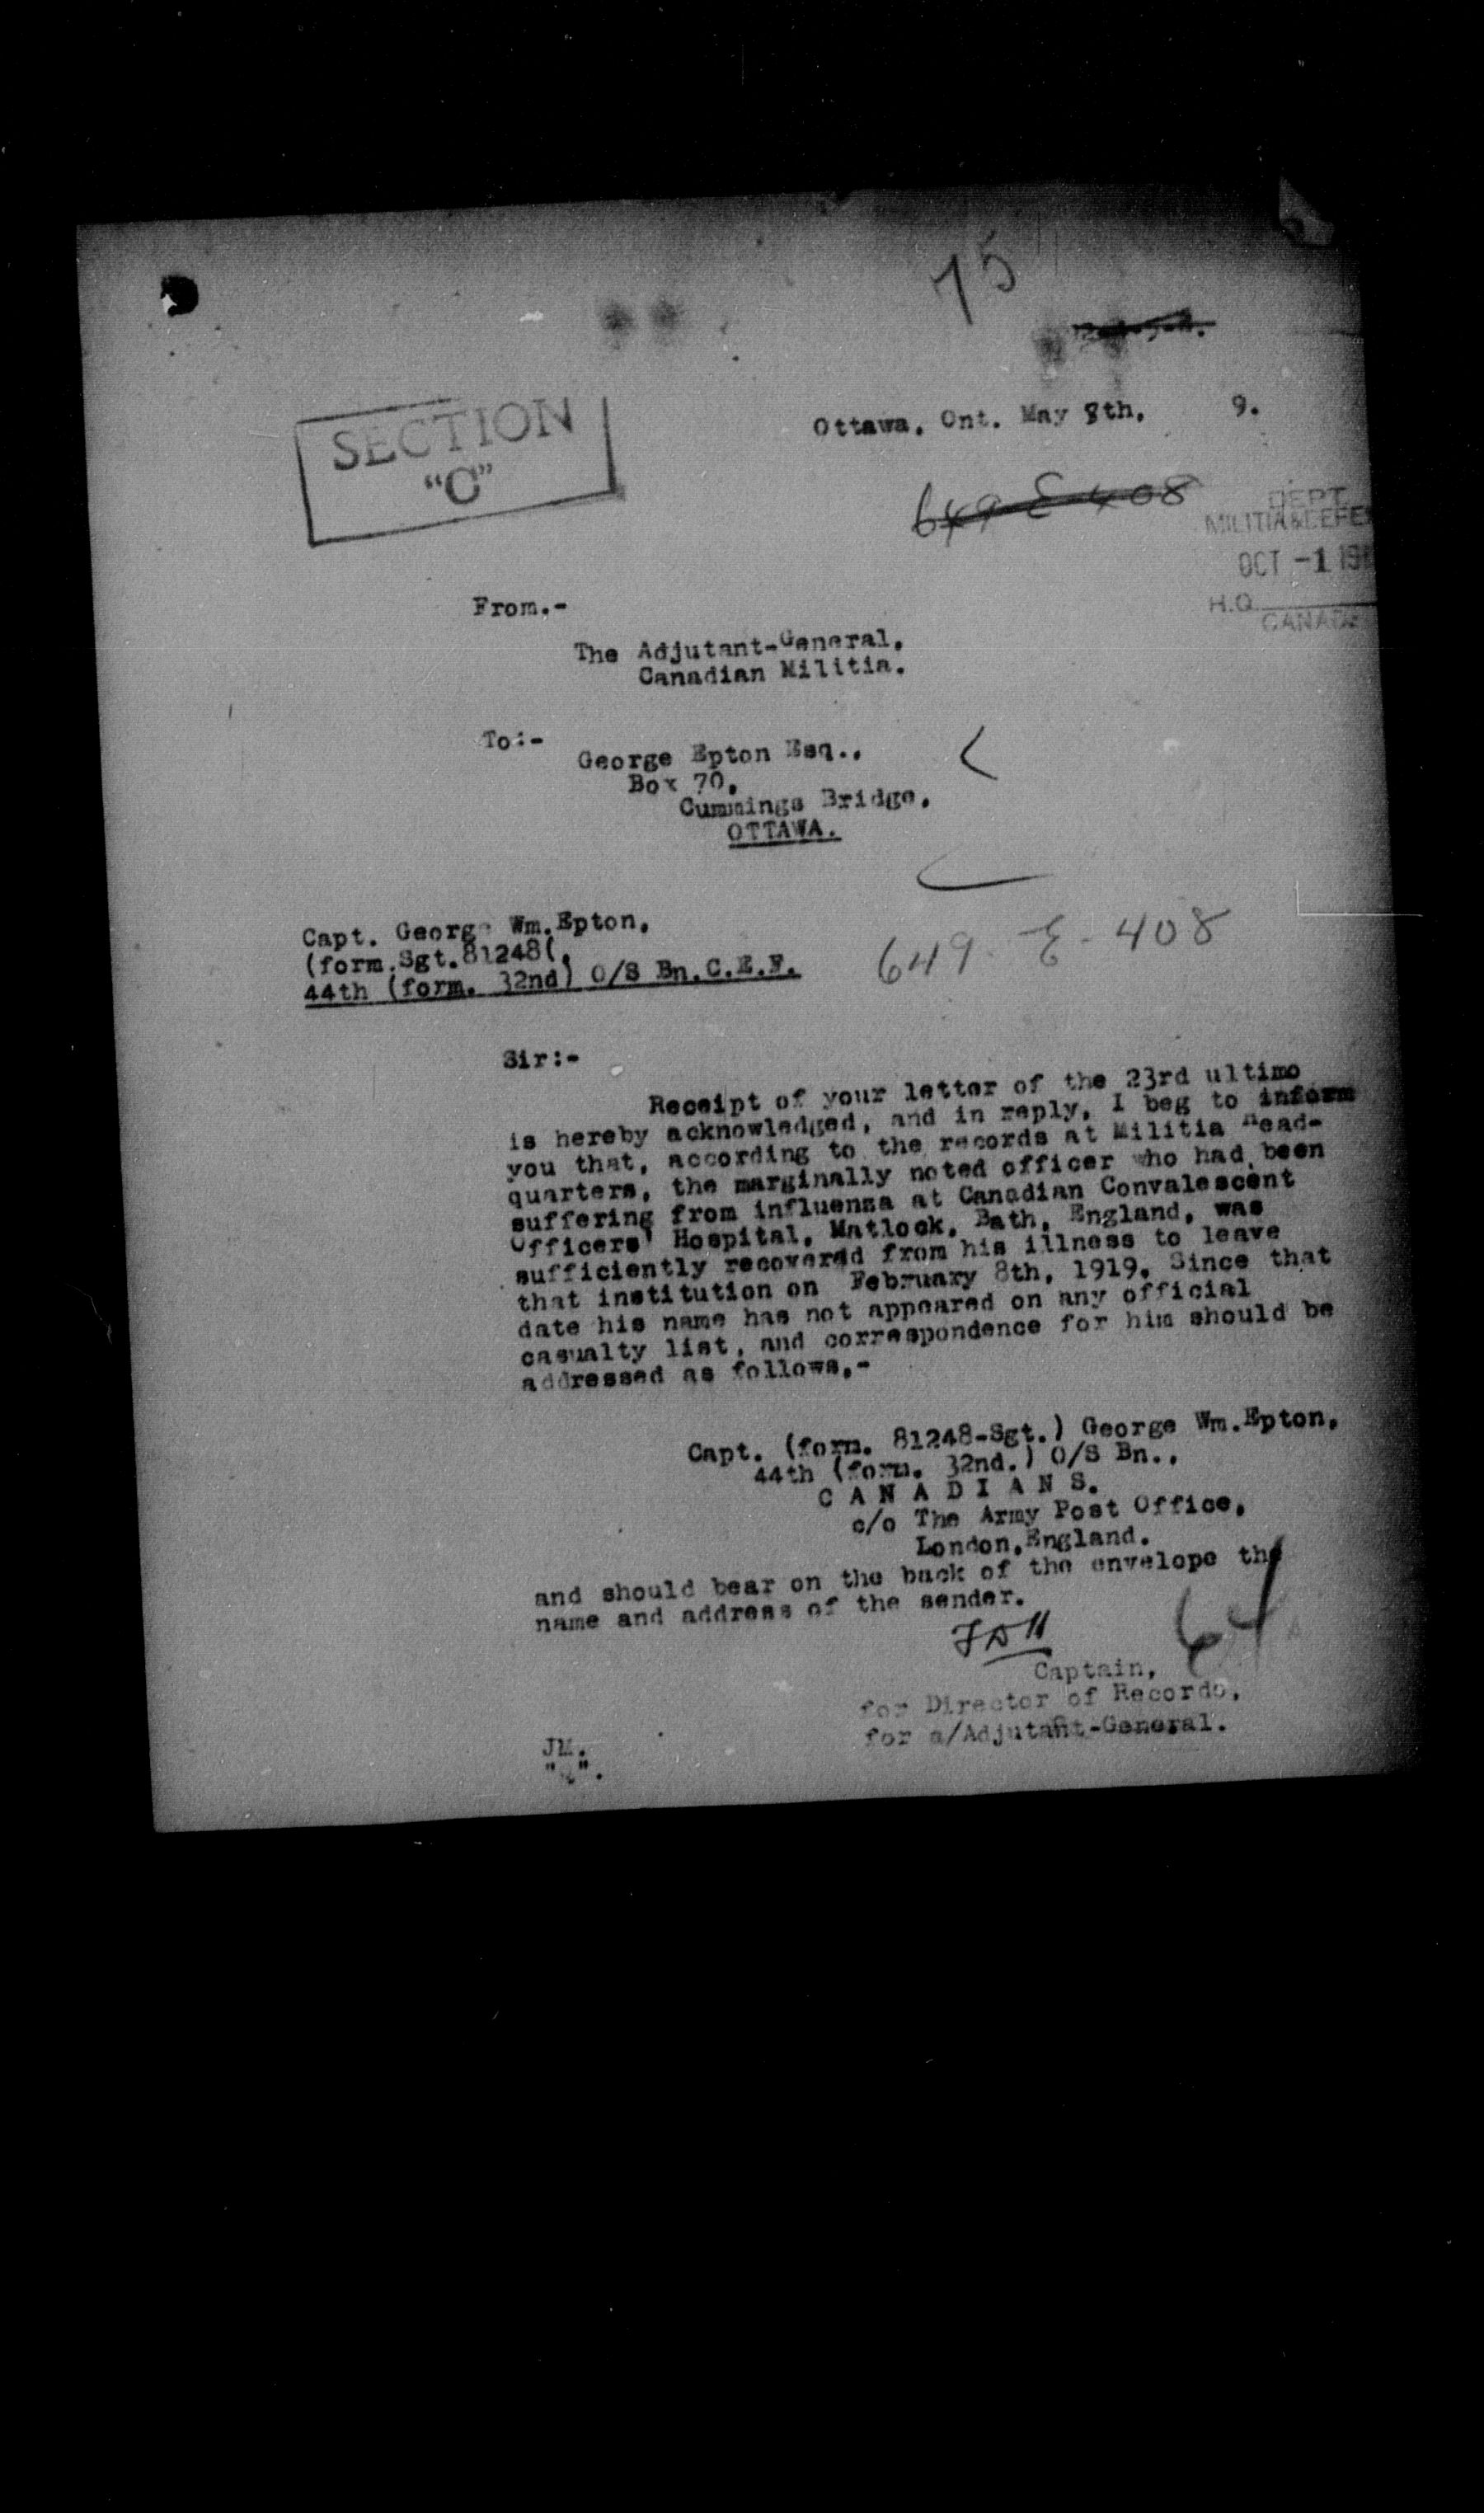 75
SECTION
"C"
Ottawa, Ont. May 8th, 9.
649-E-408
DEPT.
MILITIA & DEFE
OCT -1 19
H.Q.
CANADA
From.-
The Adjutant-General,
Canadian Militia.
To:-
George Epton Esq.,
Box 70,
Cummings Bridge,
OTTAWA.
Capt. George Wm.Epton,
(form.Sgt.81248(,
44th (form. 32nd) O/S Bn.C.E.F.
649-E-408
Sir:-
Receipt of your letter of the 23rd ultimo
is hereby acknowledged, and in reply, I beg to inform
you that, according to the records at Militia Head-
quarters, the marginally noted officer who had been
suffering from influenza at Canadian Convalescent
Officers' Hospital, Matlock, Bath, England, was
sufficiently recovered from his illness to leave
that institution on February 8th, 1919. Since that
date his name has not appeared on any official
casualty list, and correspondence for him should be
addressed as follows,-
Capt. (form. 81248-Sgt.) George Wm.Epton,
44th (form. 32nd.) O/S Bn.,
C A N A D I A N S.
c/o The Army Post Office,
London,England.
and should bear on the back of the envelope the
name and address of the sender.
64
Captain,
for Director of Records,
for a/Adjutant-General.
JM.